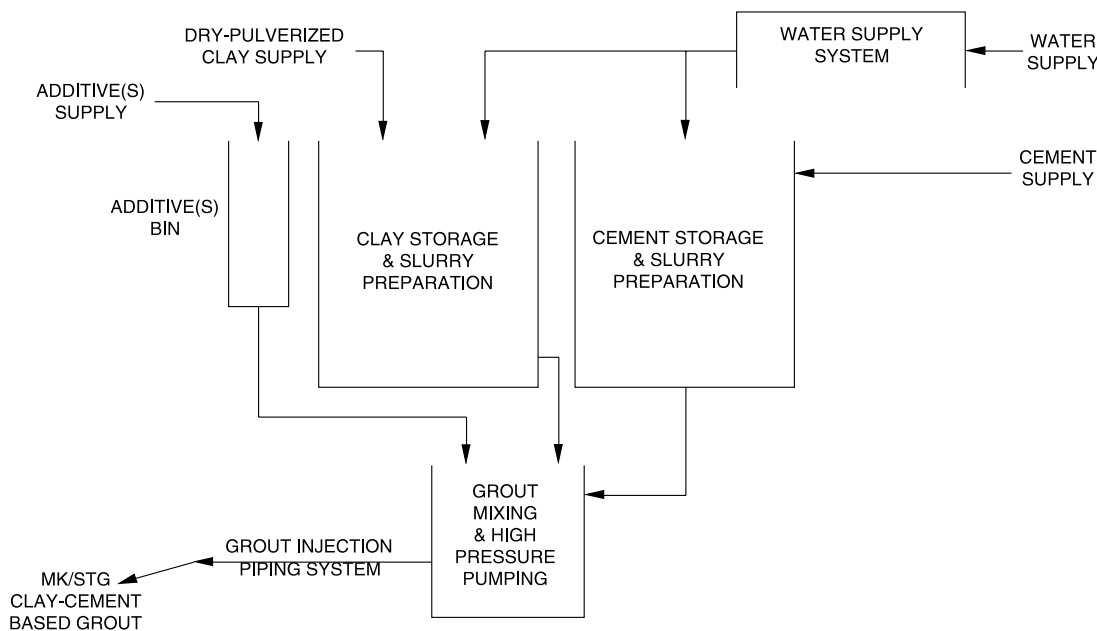 DRY-PULVERIZED
CLAY SUPPLY
WATER SUPPLY
SYSTEM
WATER
SUPPLY
ADDITIVE(S)
SUPPLY
CEMENT
SUPPLY
ADDITIVE(S)
BIN
CLAY STORAGE
& SLURRY
PREPARATION
CEMENT STORAGE
& SLURRY
PREPARATION
GROUT
MIXING
& HIGH
PRESSURE
PUMPING
GROUT INJECTION
PIPING SYSTEM
MK/STG
CLAY-CEMENT
BASED GROUT